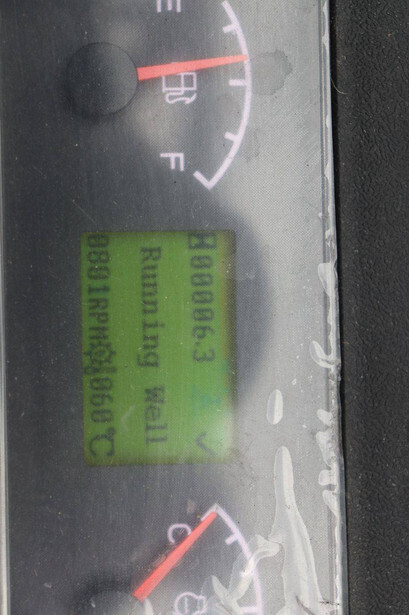 E
F
00006.3
Running Well
0801RPM 060℃
C